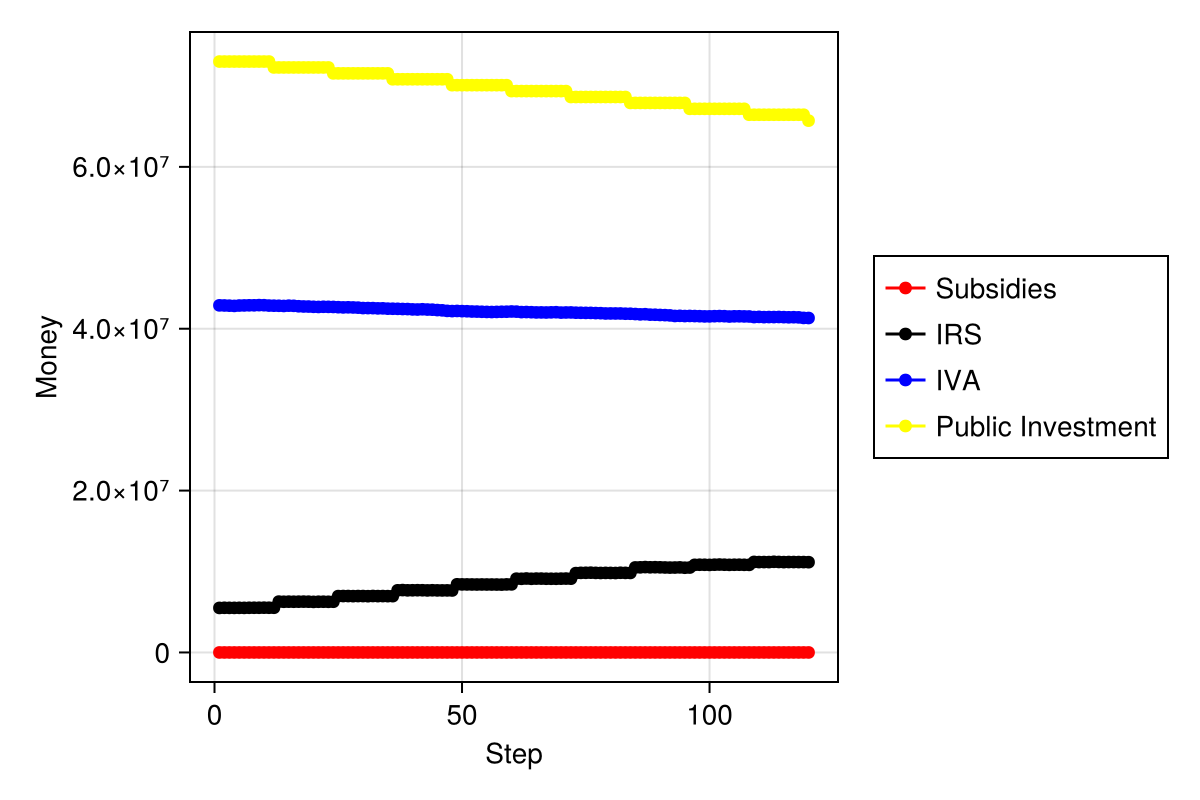 6.0×10⁷
4.0×10⁷
2.0×10⁷
0
Money
0 50 100
Step
Subsidies
IRS
IVA
Public Investment